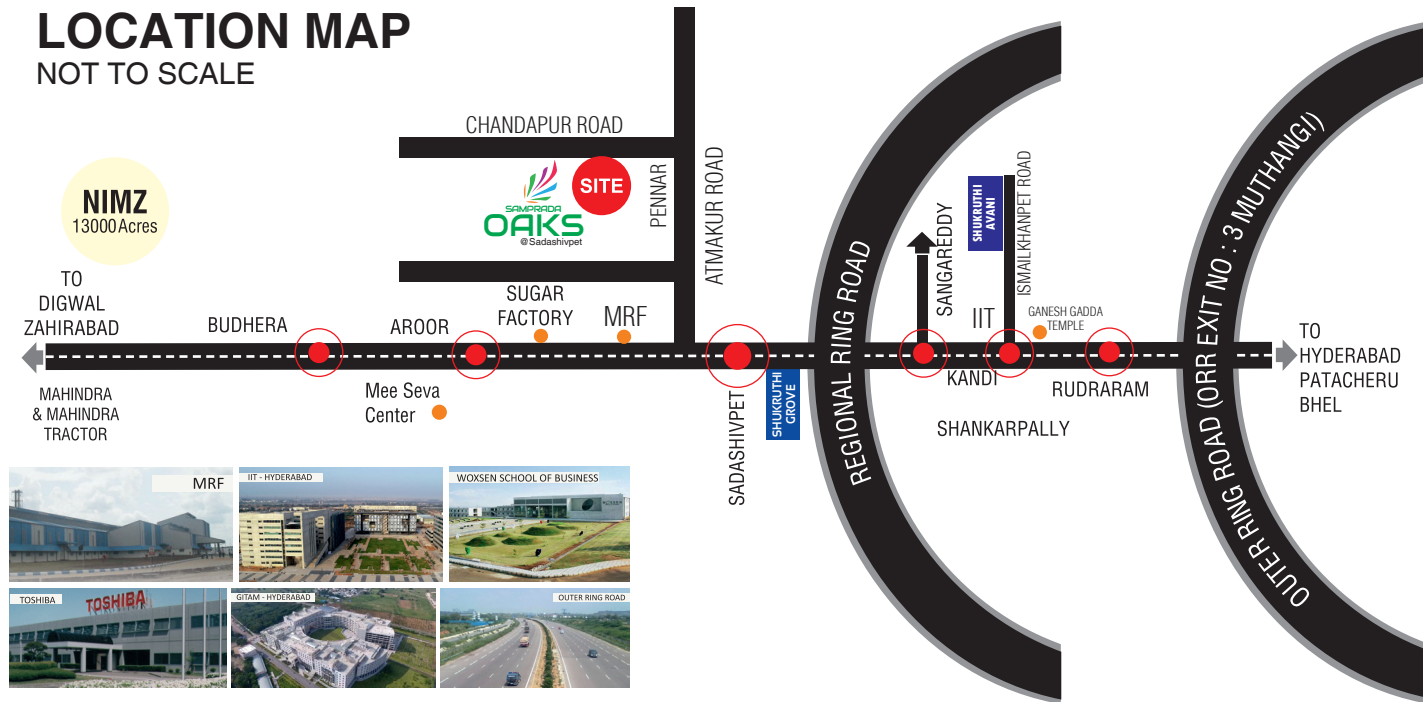 LOCATION MAP
NOT TO SCALE
CHANDAPUR ROAD
NIMZ
13000 Acres
SAMPRADA
OAKS
@Sadashivpet
SITE
PENNAR
ATMAKUR ROAD
TO
DIGWAL
ZAHIRABAD
BUDHERA
AROOR
SUGAR
FACTORY
MRF
MAHINDRA
& MAHINDRA
TRACTOR
Mee Seva
Center
SADASHIVPET
SHUKRUTHI
GROVE
REGIONAL RING ROAD
SANGAREDDY
SHUKRUTHI
AVANI
ISMAILKHANPET ROAD
IIT
GANESH GADDA
TEMPLE
KANDI
RUDRARAM
SHANKARPALLY
OUTER RING ROAD (ORR EXIT NO : 3 MUTHANGI)
TO
HYDERABAD
PATACHERU
BHEL
MRF
IIT - HYDERABAD
WOXSEN SCHOOL OF BUSINESS
TOSHIBA
TOSHIBA
GITAM - HYDERABAD
OUTER RING ROAD